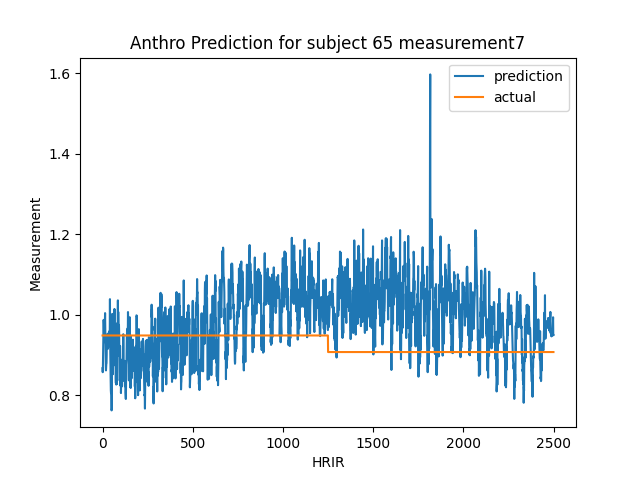 Anthro Prediction for subject 65 measurement7
prediction
actual
1.6
1.4
1.2
1.0
0.8
Measurement
0
500
1000
1500
2000
2500
HRIR